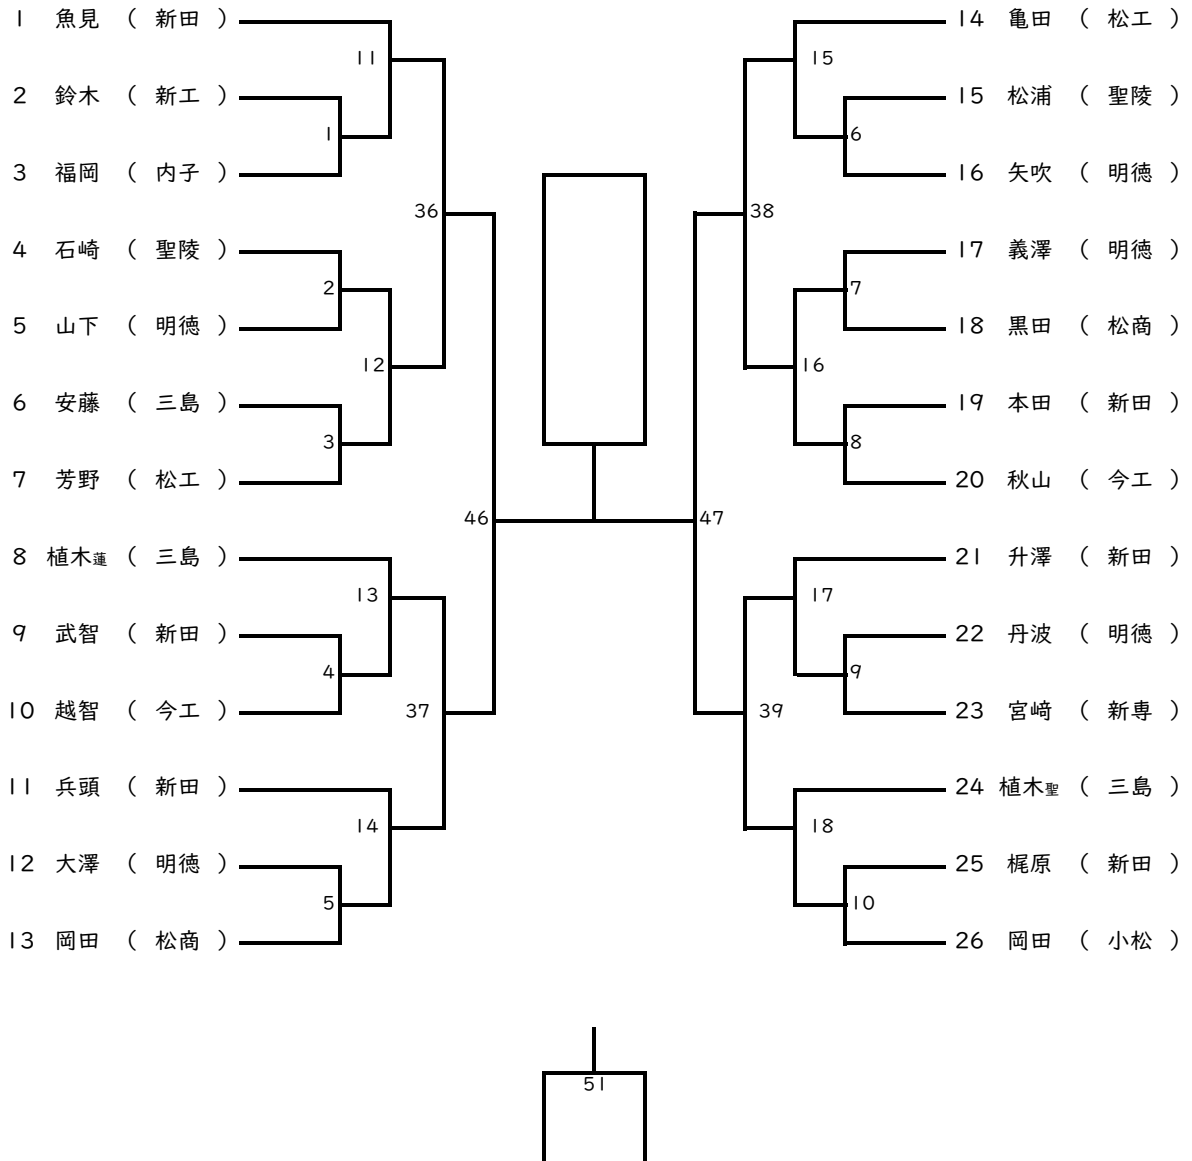 1 魚見 ( 新田 )
11
2 鈴木 ( 新工 )
1
3 福岡 ( 内子 )
36
4 石崎 ( 聖陵 )
2
5 山下 ( 明徳 )
12
6 安藤 ( 三島 )
3
7 芳野 ( 松工 )
46
8 植木蓮 ( 三島 )
13
9 武智 ( 新田 )
4
10 越智 ( 今工 )
37
11 兵頭 ( 新田 )
14
12 大澤 ( 明徳 )
5
13 岡田 ( 松商 )
14 亀田 ( 松工 )
15
15 松浦 ( 聖陵 )
6
16 矢吹 ( 明徳 )
38
17 義澤 ( 明徳 )
7
18 黒田 ( 松商 )
16
19 本田 ( 新田 )
8
20 秋山 ( 今工 )
47
21 升澤 ( 新田 )
17
22 丹波 ( 明徳 )
9
23 宮﨑 ( 新専 )
39
24 植木聖 ( 三島 )
18
25 梶原 ( 新田 )
10
26 岡田 ( 小松 )
51